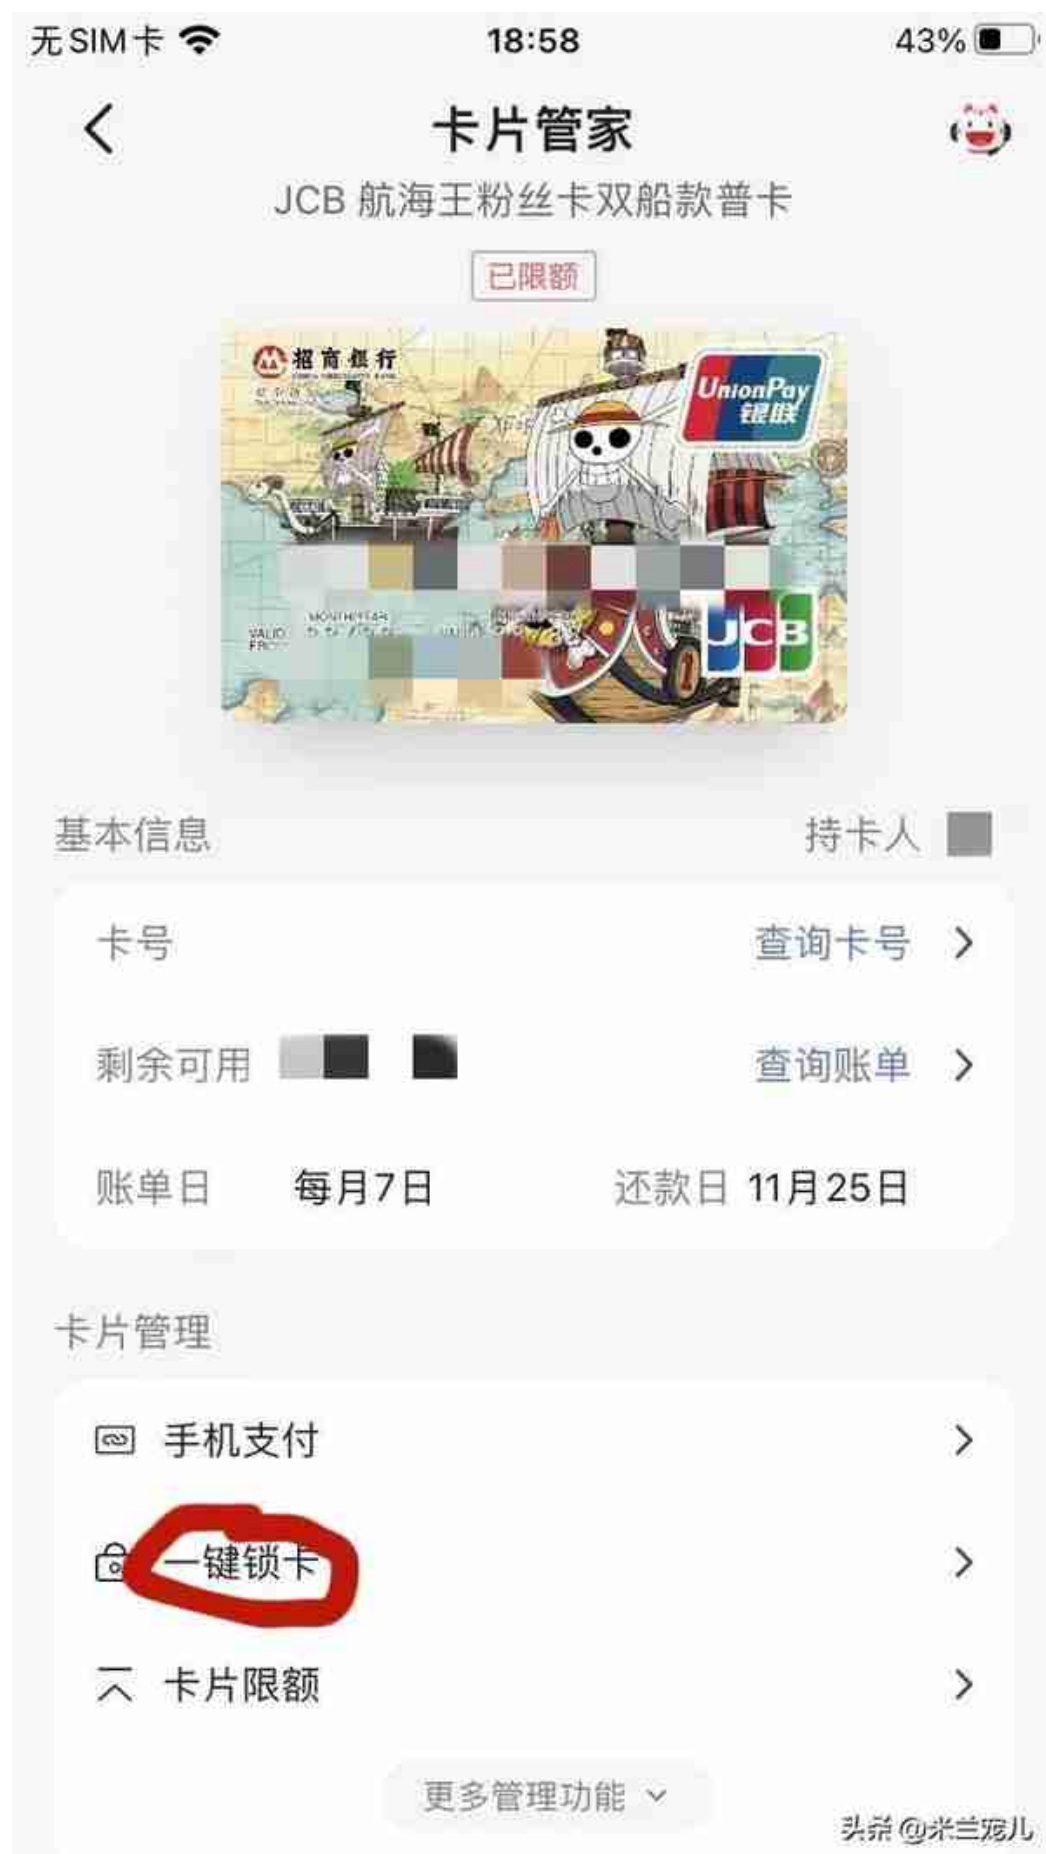 无SIM卡 18:58 43%
卡片管家
JCB 航海王粉丝卡双船款普卡
已限额
招商银行
UnionPay
银联
MONTH/YEAR
VALID
JCB
基本信息 持卡人
卡号 查询卡号
剩余可用 查询账单
账单日 每月7日 还款日 11月25日
卡片管理
手机支付
一键锁卡
卡片限额
更多管理功能
头条 @米兰宠儿